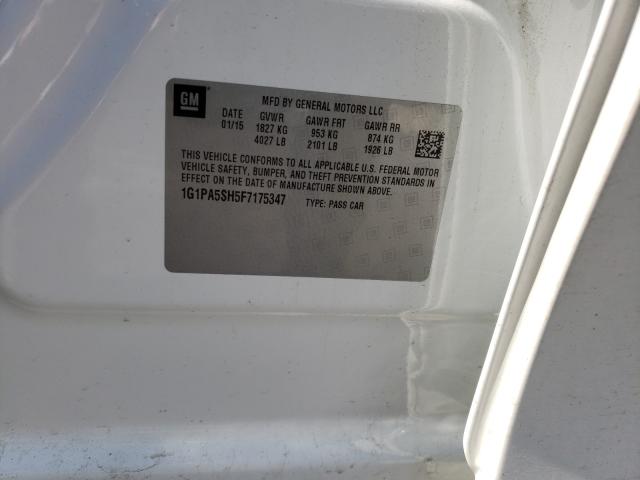 GM
MFD BY GENERAL MOTORS LLC
DATE GVWR GAWR FRT GAWR RR
01/15 1827 KG 953 KG 874 KG
4027 LB 2101 LB 1926 LB
THIS VEHICLE CONFORMS TO ALL APPLICABLE U.S. FEDERAL MOTOR
VEHICLE SAFETY, BUMPER, AND THEFT PREVENTION STANDARDS IN
EFFECT ON THE DATE OF MANUFACTURE SHOWN ABOVE.
1G1PA5SH5F7175347 TYPE: PASS CAR